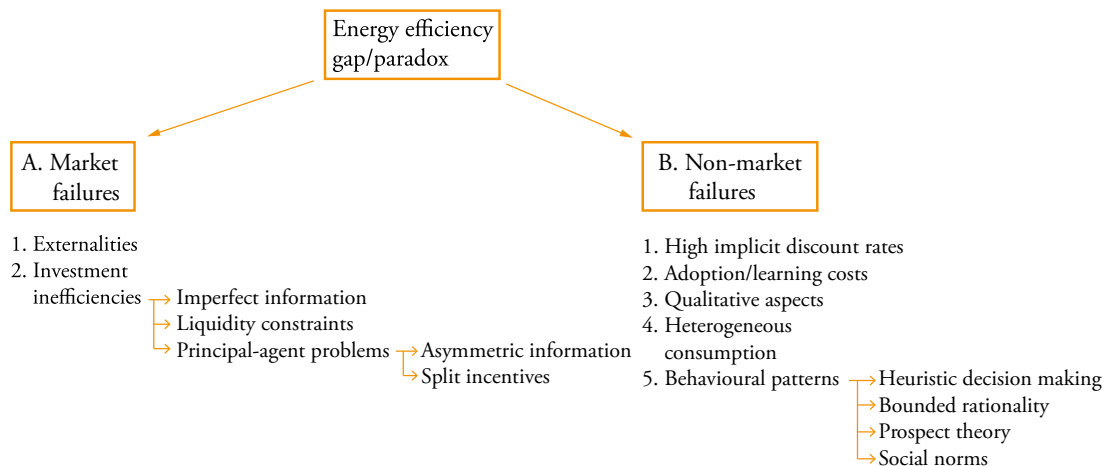 Energy efficiency
gap/paradox
A. Market
failures
1. Externalities
2. Investment
inefficiencies
Imperfect information
Liquidity constraints
Principal-agent problems
Asymmetric information
Split incentives
B. Non-market
failures
1. High implicit discount rates
2. Adoption/learning costs
3. Qualitative aspects
4. Heterogeneous
consumption
5. Behavioural patterns
Heuristic decision making
Bounded rationality
Prospect theory
Social norms